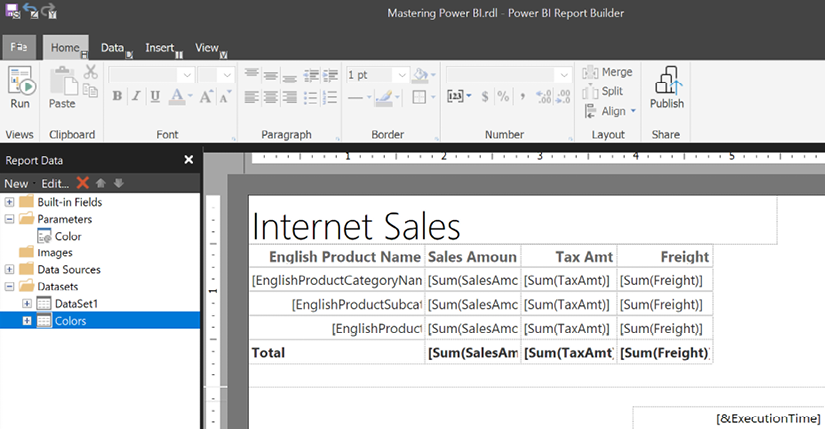 Mastering Power BI.rdl - Power BI Report Builder
File Home Data Insert View
Run
Paste
1 pt
Merge
Split
Align
Publish
B I U A A A
[123] $ % ,
Views Clipboard Font Paragraph Border Number Layout Share
Report Data
New Edit...
Built-in Fields
Parameters
Color
Images
Data Sources
Datasets
DataSet1
Colors
1 2 3 4 5
1
Internet Sales
English Product Name Sales Amoun Tax Amt Freight
[EnglishProductCategoryNan [Sum(SalesAmc [Sum(TaxAmt)] [Sum(Freight)]
[EnglishProductSubcat [Sum(SalesAmc [Sum(TaxAmt)] [Sum(Freight)]
[EnglishProduct [Sum(SalesAmc [Sum(TaxAmt)] [Sum(Freight)]
Total [Sum(SalesAm [Sum(TaxAmt) [Sum(Freight)]
[&ExecutionTime]